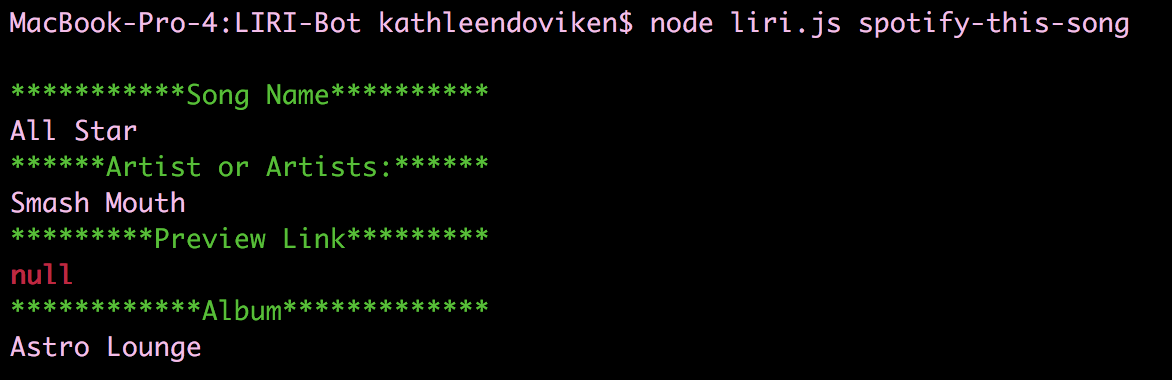 MacBook-Pro-4:LIRI-Bot kathleendoviken$ node liri.js spotify-this-song
***********Song Name**********
All Star
******Artist or Artists:******
Smash Mouth
*********Preview Link*********
null
************Album*************
Astro Lounge